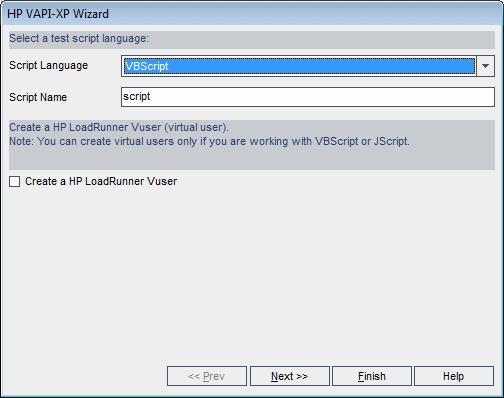 HP VAPI-XP Wizard
Select a test script language:
Script Language VBScript
Script Name script
Create a HP LoadRunner Vuser (virtual user).
Note: You can create virtual users only if you are working with VBScript or JScript.
Create a HP LoadRunner Vuser
<< Prev Next >> Finish Help